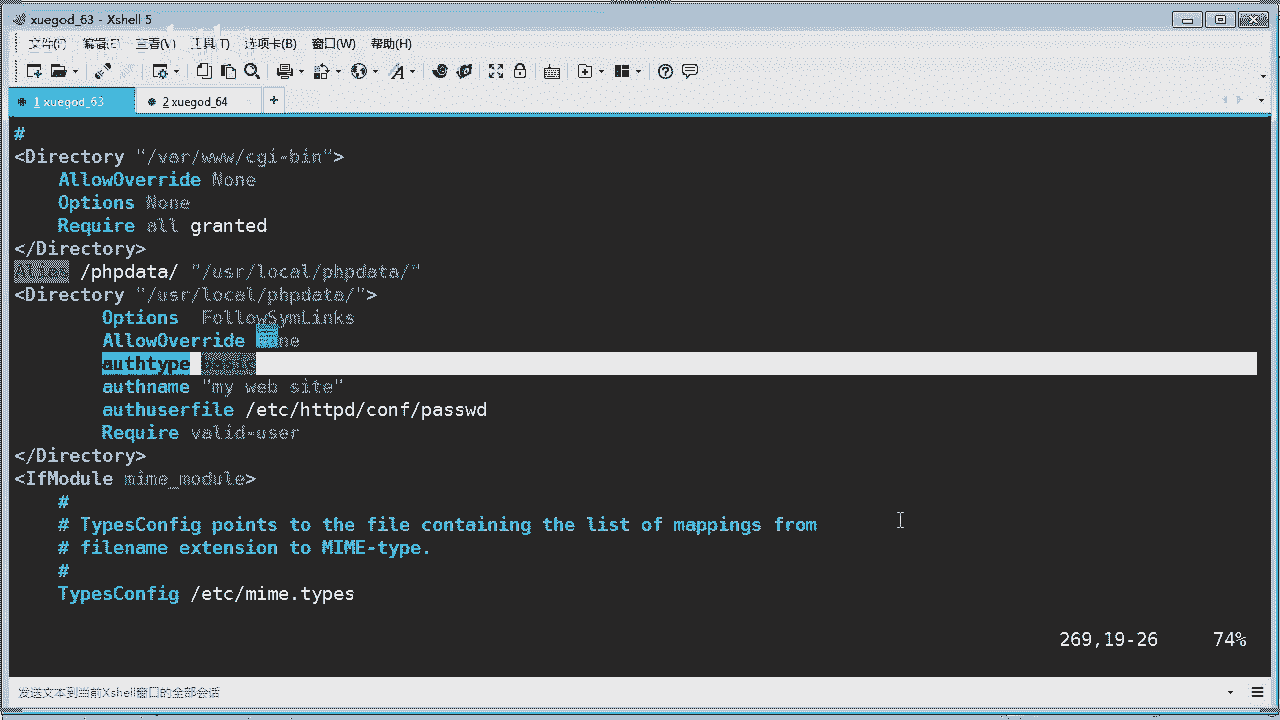 xuegod_63 - Xshell 5
文件(F) 编辑(E) 查看(V) 工具(T) 选项卡(B) 窗口(W) 帮助(H)
1 xuegod_63 2 xuegod_64 +
#
<Directory "/var/www/cgi-bin">
    AllowOverride None
    Options None
    Require all granted
</Directory>
Alias /phpdata/ "/usr/local/phpdata/"
<Directory "/usr/local/phpdata/">
        Options  FollowSymLinks
        AllowOverride None
        authtype basic
        authname "my web site"
        authuserfile /etc/httpd/conf/passwd
        Require valid-user
</Directory>
<IfModule mime_module>
    #
    # TypesConfig points to the file containing the list of mappings from
    # filename extension to MIME-type.
    #
    TypesConfig /etc/mime.types
269,19-26 74%
发送文本到当前Xshell窗口的全部会话